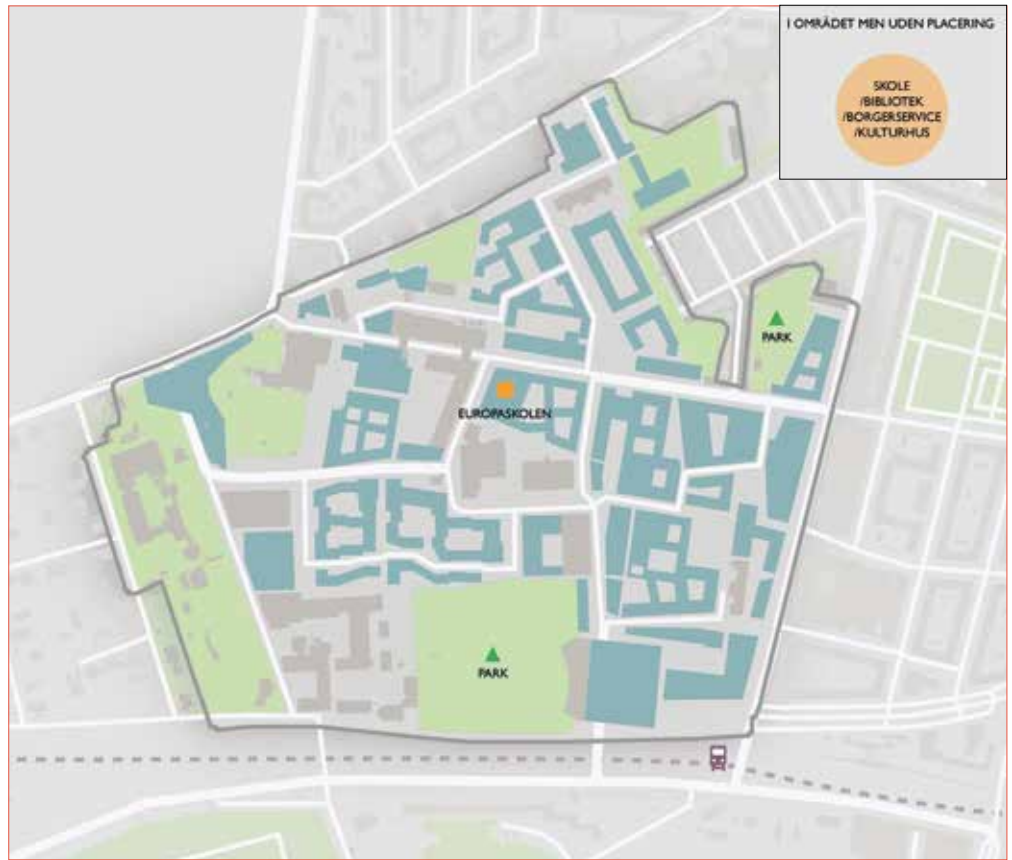 I OMRÅDET MEN UDEN PLACERING
SKOLE
/BIBLIOTEK
/BORGERSERVICE
/KULTURHUS
PARK
EUROPASKOLEN
PARK